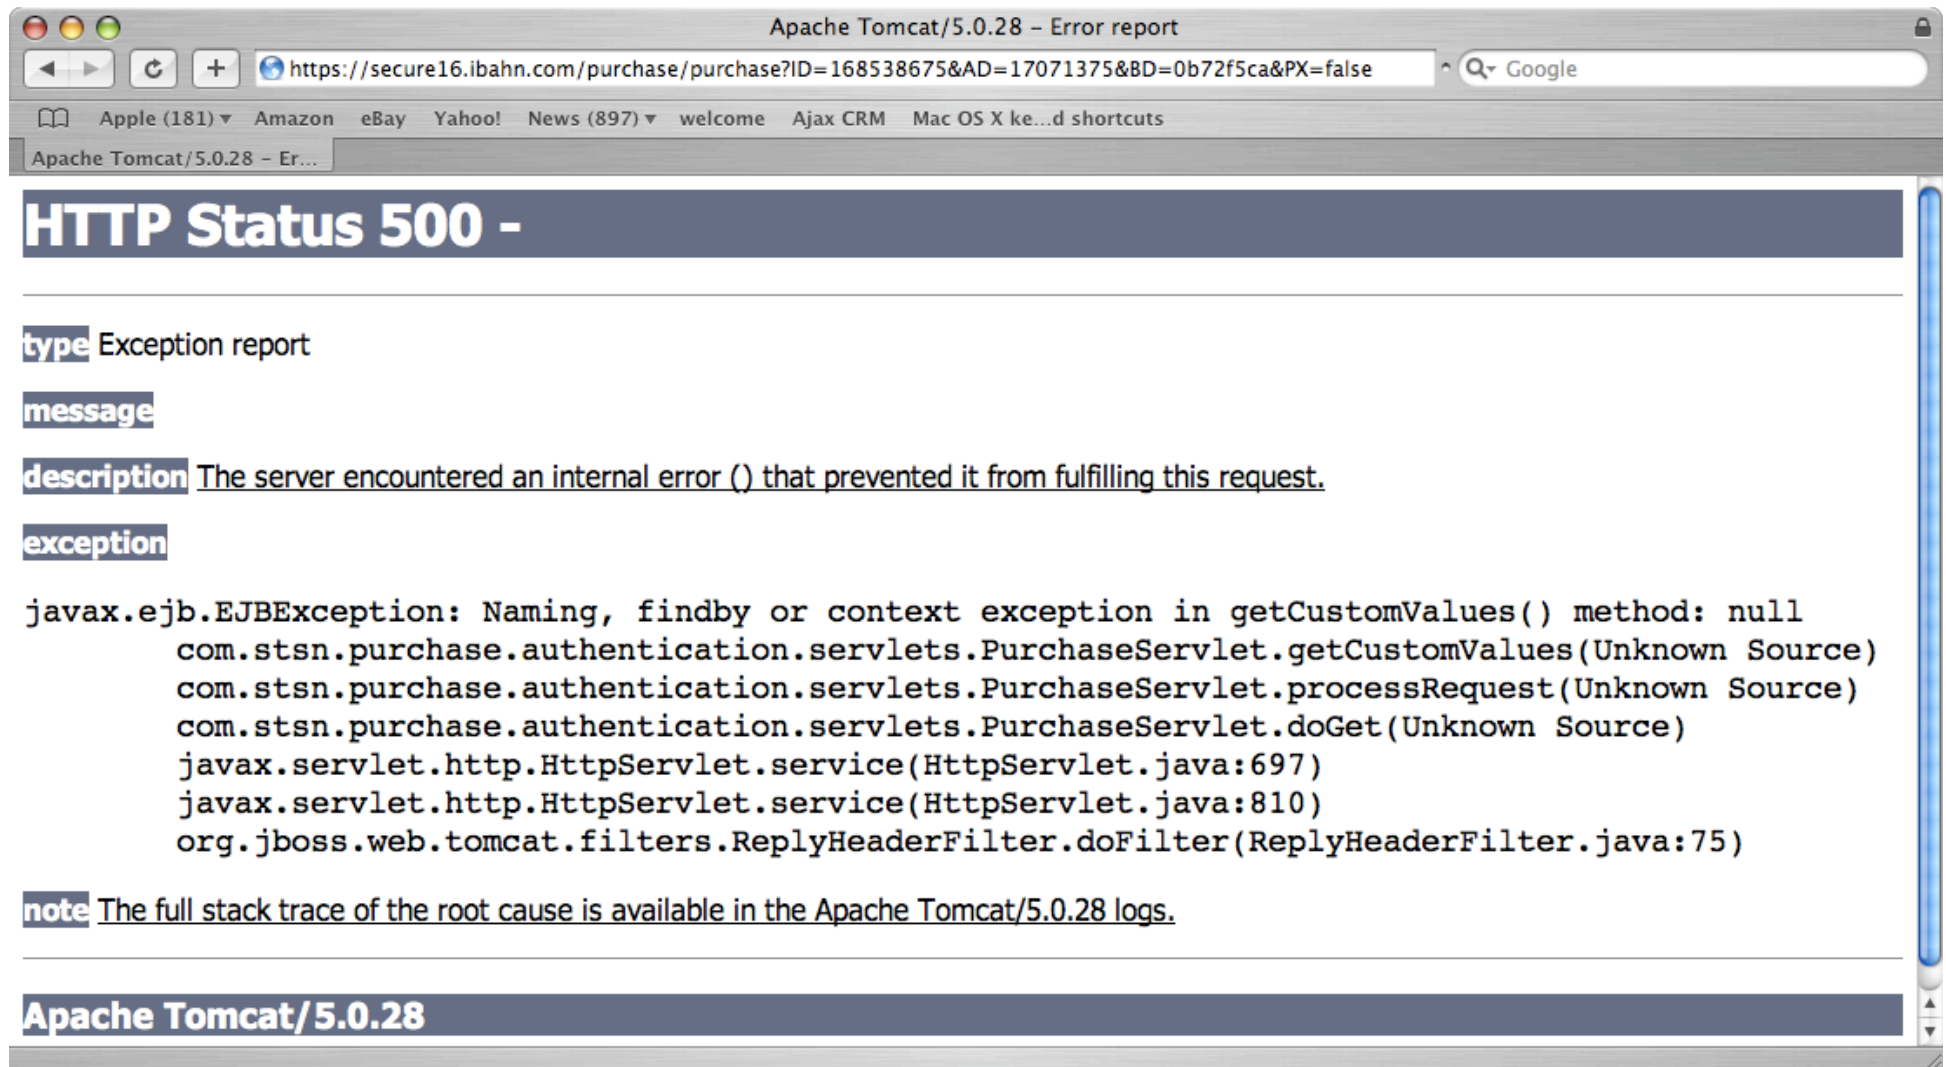 Apache Tomcat/5.0.28 – Error report
https://secure16.ibahn.com/purchase/purchase?ID=168538675&AD=17071375&BD=0b72f5ca&PX=false
Google
Apple (181) Amazon eBay Yahoo! News (897) welcome Ajax CRM Mac OS X ke...d shortcuts
Apache Tomcat/5.0.28 – Er...
HTTP Status 500 -
type Exception report
message
description The server encountered an internal error () that prevented it from fulfilling this request.
exception
javax.ejb.EJBException: Naming, findby or context exception in getCustomValues() method: null
com.stsn.purchase.authentication.servlets.PurchaseServlet.getCustomValues(Unknown Source)
com.stsn.purchase.authentication.servlets.PurchaseServlet.processRequest(Unknown Source)
com.stsn.purchase.authentication.servlets.PurchaseServlet.doGet(Unknown Source)
javax.servlet.http.HttpServlet.service(HttpServlet.java:697)
javax.servlet.http.HttpServlet.service(HttpServlet.java:810)
org.jboss.web.tomcat.filters.ReplyHeaderFilter.doFilter(ReplyHeaderFilter.java:75)
note The full stack trace of the root cause is available in the Apache Tomcat/5.0.28 logs.
Apache Tomcat/5.0.28